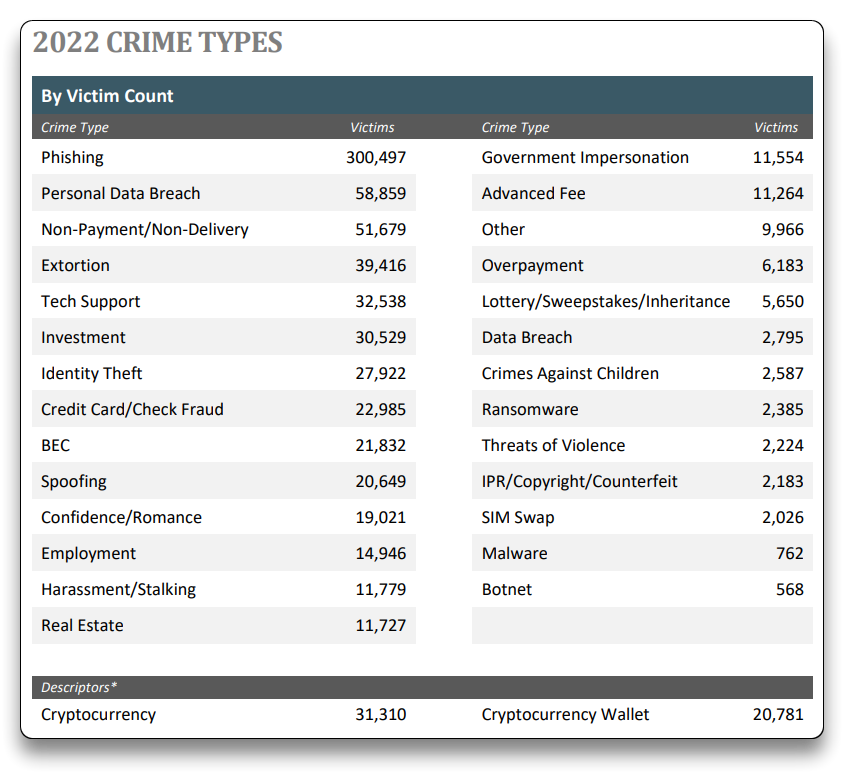 2022 CRIME TYPES
By Victim Count
Crime Type Victims Crime Type Victims
Phishing 300,497 Government Impersonation 11,554
Personal Data Breach 58,859 Advanced Fee 11,264
Non-Payment/Non-Delivery 51,679 Other 9,966
Extortion 39,416 Overpayment 6,183
Tech Support 32,538 Lottery/Sweepstakes/Inheritance 5,650
Investment 30,529 Data Breach 2,795
Identity Theft 27,922 Crimes Against Children 2,587
Credit Card/Check Fraud 22,985 Ransomware 2,385
BEC 21,832 Threats of Violence 2,224
Spoofing 20,649 IPR/Copyright/Counterfeit 2,183
Confidence/Romance 19,021 SIM Swap 2,026
Employment 14,946 Malware 762
Harassment/Stalking 11,779 Botnet 568
Real Estate 11,727
Descriptors*
Cryptocurrency 31,310 Cryptocurrency Wallet 20,781